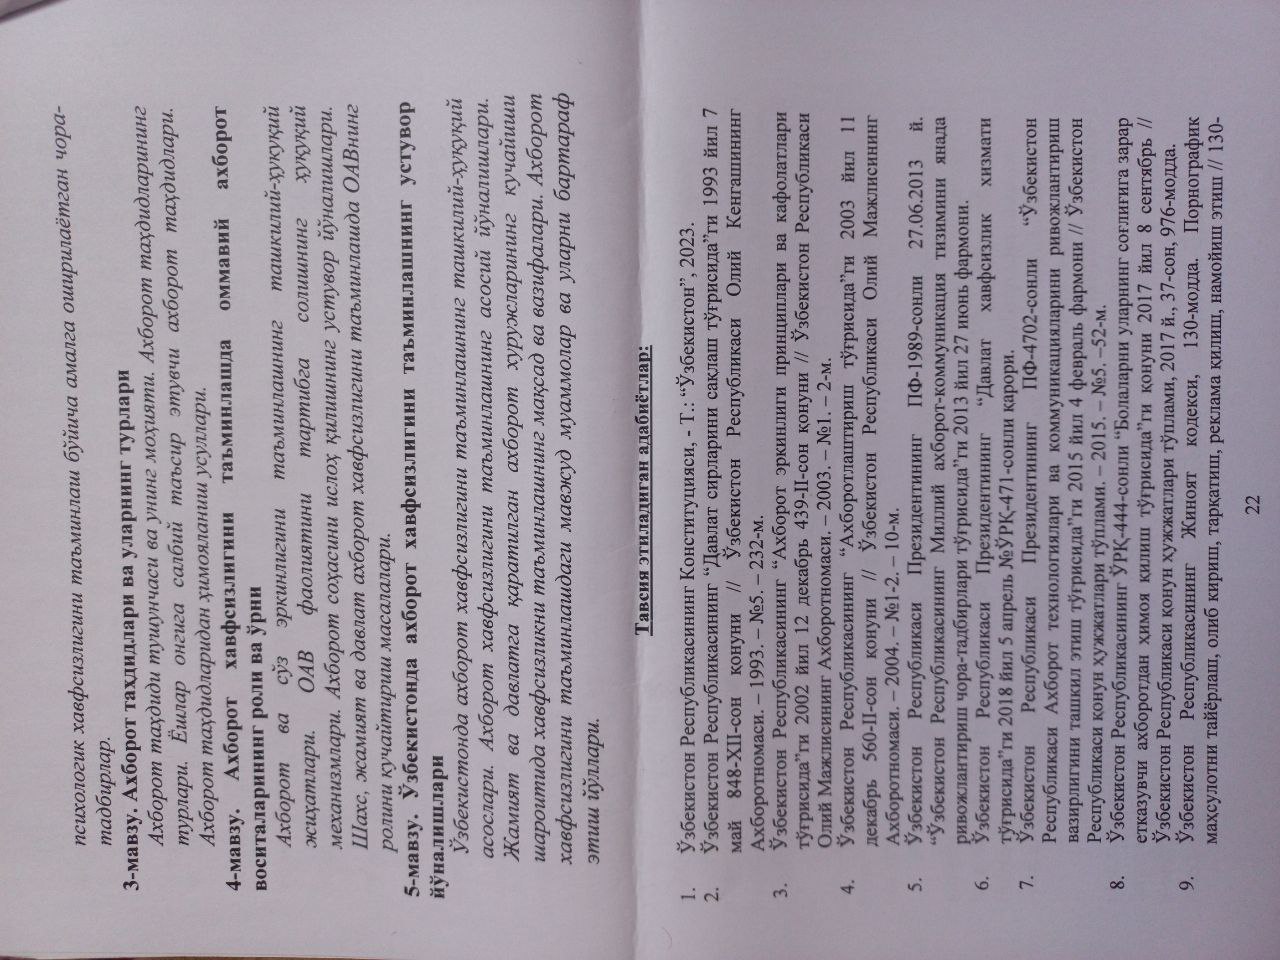 психологик хавфсизлигини таъминлаш бўйича амалга оширилаётган чора-
тадбирлар.
3-мавзу. Ахборот таҳдидлари ва уларнинг турлари
Ахборот таҳдиди тушунчаси ва унинг моҳияти. Ахборот таҳдидларининг
турлари. Ёшлар онгига салбий таъсир этувчи ахборот таҳдидлари.
Ахборот таҳдидларидан ҳимояланиш усуллари.
4-мавзу. Ахборот хавфсизлигини таъминлашда оммавий ахборот
воситаларининг роли ва ўрни
Ахборот ва сўз эркинлигини таъминлашнинг ташкилий-ҳуқуқий
жиҳатлари. ОАВ фаолиятини тартибга солишнинг ҳуқуқий
механизмлари. Ахборот соҳасини ислоҳ қилишнинг устувор йўналишлари.
Шахс, жамият ва давлат ахборот хавфсизлигини таъминлашда ОАВнинг
ролини кучайтириш масалалари.
5-мавзу. Ўзбекистонда ахборот хавфсизлигини таъминлашнинг устувор
йўналишлари
Ўзбекистонда ахборот хавфсизлигини таъминлашнинг ташкилий-ҳуқуқий
асослари. Ахборот хавфсизлигини таъминлашнинг асосий йўналишлари.
Жамият ва давлатга қаратилган ахборот хуружларининг кучайиши
шароитида хавфсизликни таъминлашнинг мақсад ва вазифалари. Ахборот
хавфсизлигини таъминлашдаги мавжуд муаммолар ва уларни бартараф
этиш йўллари.
Тавсия этиладиган адабиётлар:
1. Ўзбекистон Республикасининг Конституцияси, - Т.: “Ўзбекистон”, 2023.
2. Ўзбекистон Республикасининг “Давлат сирларини сақлаш тўғрисида”ги 1993 йил 7
май 848-XII-сон қонуни // Ўзбекистон Республикаси Олий Кенгашининг
Ахборотномаси. – 1993. – №5. – 232-м.
3. Ўзбекистон Республикасининг “Ахборот эркинлиги принциплари ва кафолатлари
тўғрисида”ги 2002 йил 12 декабрь 439-II-сон қонуни // Ўзбекистон Республикаси
Олий Мажлисининг Ахборотномаси. – 2003. – №1. – 2-м.
4. Ўзбекистон Республикасининг “Ахборотлаштириш тўғрисида”ги 2003 йил 11
декабрь 560-II-сон қонуни // Ўзбекистон Республикаси Олий Мажлисининг
Ахборотномаси. – 2004. – №1-2. – 10-м.
5. Ўзбекистон Республикаси Президентининг ПФ-1989-сонли 27.06.2013 й.
“Ўзбекистон Республикасининг Миллий ахборот-коммуникация тизимини янада
ривожлантириш чора-тадбирлари тўғрисида”ги 2013 йил 27 июнь фармони.
6. Ўзбекистон Республикаси Президентининг “Давлат хавфсизлик хизмати
тўғрисида”ги 2018 йил 5 апрель №ЎРҚ-471-сонли қарори.
7. Ўзбекистон Республикаси Президентининг ПФ-4702-сонли “Ўзбекистон
Республикаси Ахборот технологиялари ва коммуникацияларини ривожлантириш
вазирлигини ташкил этиш тўғрисида”ги 2015 йил 4 февраль фармони // Ўзбекистон
Республикаси қонун ҳужжатлари тўплами. – 2015. – №5. –52-м.
8. Ўзбекистон Республикасининг ЎРҚ-444-сонли “Болаларни уларнинг соғлиғига зарар
етказувчи ахборотдан ҳимоя қилиш тўғрисида”ги қонуни 2017 йил 8 сентябрь //
Ўзбекистон Республикаси қонун ҳужжатлари тўплами, 2017 й., 37-сон, 976-модда.
9. Ўзбекистон Республикасининг Жиноят кодекси, 130-модда. Порнографик
маҳсулотни тайёрлаш, олиб кириш, тарқатиш, реклама қилиш, намойиш этиш // 130-
22